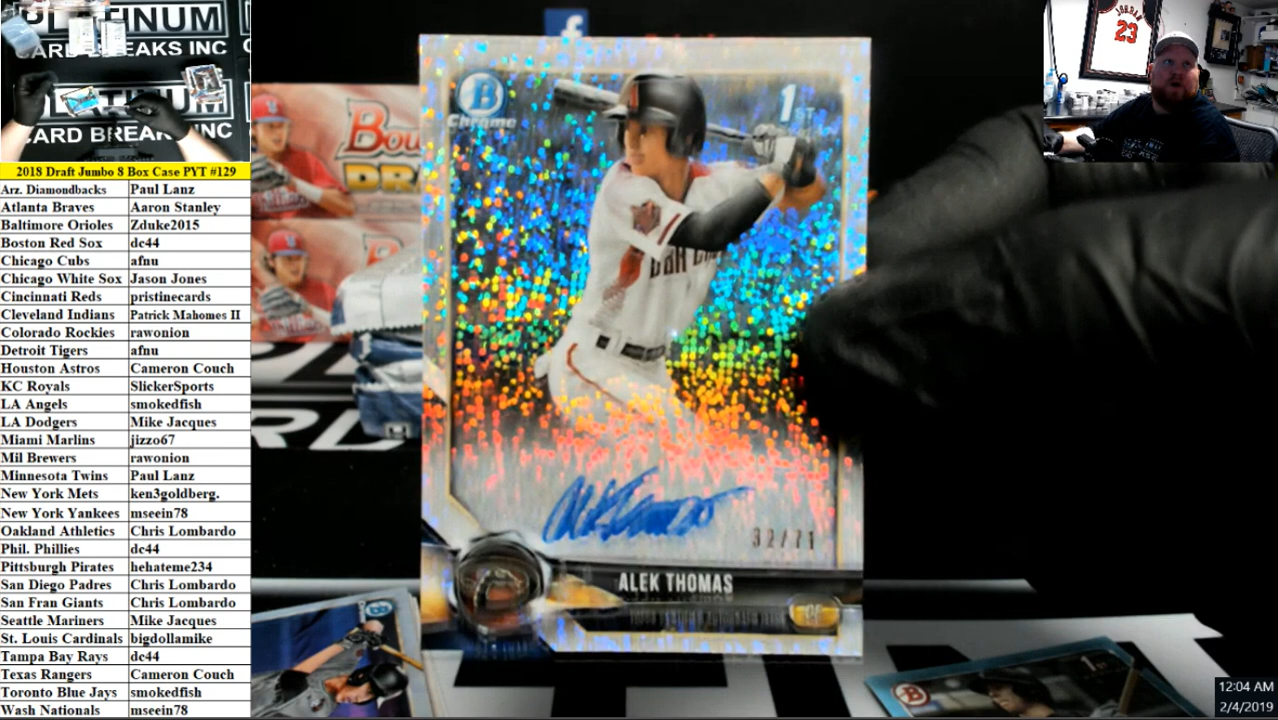 PLATINUM
CARD BREAKS INC
PLATINUM
CARD BREAKS INC
2018 Draft Jumbo 8 Box Case PYT #129
Arz. Diamondbacks Paul Lanz
Atlanta Braves Aaron Stanley
Baltimore Orioles Zduke2015
Boston Red Sox dc44
Chicago Cubs afnu
Chicago White Sox Jason Jones
Cincinnati Reds pristinecards
Cleveland Indians Patrick Mahomes II
Colorado Rockies rawonion
Detroit Tigers afnu
Houston Astros Cameron Couch
KC Royals SlickerSports
LA Angels smokedfish
LA Dodgers Mike Jacques
Miami Marlins jizzo67
Mil Brewers rawonion
Minnesota Twins Paul Lanz
New York Mets ken3goldberg.
New York Yankees mseein78
Oakland Athletics Chris Lombardo
Phil. Phillies dc44
Pittsburgh Pirates hehateme234
San Diego Padres Chris Lombardo
San Fran Giants Chris Lombardo
Seattle Mariners Mike Jacques
St. Louis Cardinals bigdollamike
Tampa Bay Rays dc44
Texas Rangers Cameron Couch
Toronto Blue Jays smokedfish
Wash Nationals mseein78
f
Bou
DRA
B
Chrome
1ST
ALEK THOMAS
OF
JORDAN
23
B
1st
12:04 AM
2/4/2019